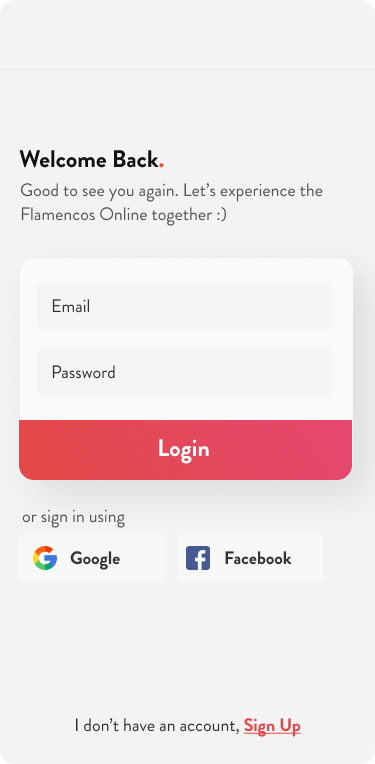 Welcome Back.
Good to see you again. Let’s experience the
Flamencos Online together :)
Email
Password
Login
or sign in using
Google
Facebook
I don’t have an account, Sign Up